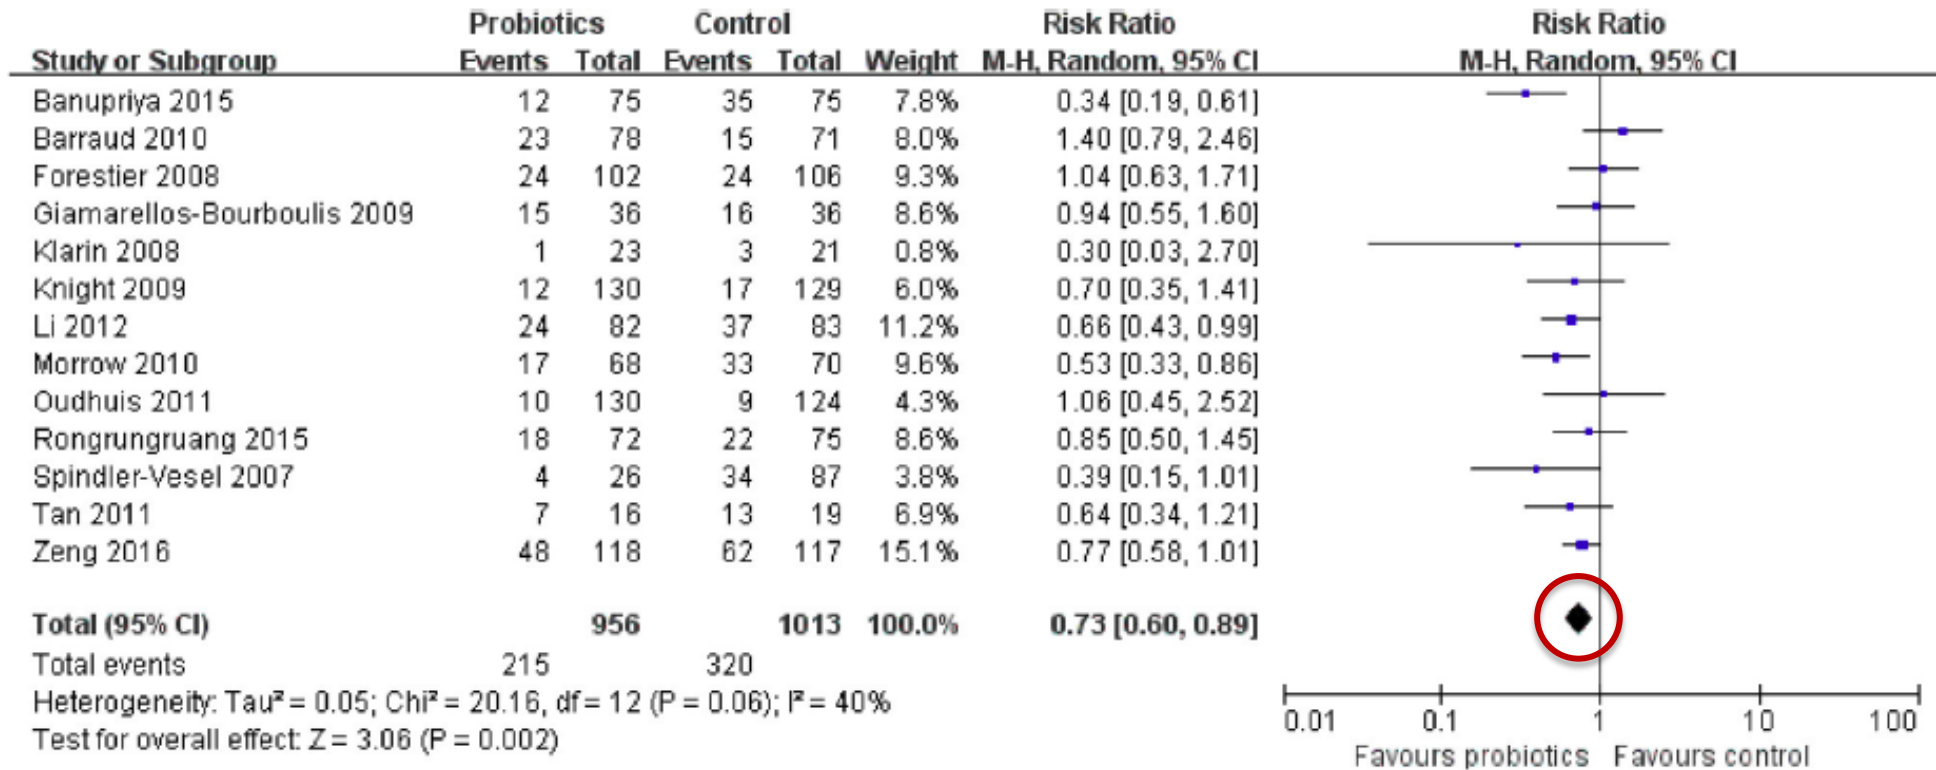 Probiotics Control Risk Ratio Risk Ratio
Study or Subgroup Events Total Events Total Weight M-H, Random, 95% CI M-H, Random, 95% CI
Banupriya 2015 12 75 35 75 7.8% 0.34 [0.19, 0.61]
Barraud 2010 23 78 15 71 8.0% 1.40 [0.79, 2.46]
Forestier 2008 24 102 24 106 9.3% 1.04 [0.63, 1.71]
Giamarellos-Bourboulis 2009 15 36 16 36 8.6% 0.94 [0.55, 1.60]
Klarin 2008 1 23 3 21 0.8% 0.30 [0.03, 2.70]
Knight 2009 12 130 17 129 6.0% 0.70 [0.35, 1.41]
Li 2012 24 82 37 83 11.2% 0.66 [0.43, 0.99]
Morrow 2010 17 68 33 70 9.6% 0.53 [0.33, 0.86]
Oudhuis 2011 10 130 9 124 4.3% 1.06 [0.45, 2.52]
Rongrungruang 2015 18 72 22 75 8.6% 0.85 [0.50, 1.45]
Spindler-Vesel 2007 4 26 34 87 3.8% 0.39 [0.15, 1.01]
Tan 2011 7 16 13 19 6.9% 0.64 [0.34, 1.21]
Zeng 2016 48 118 62 117 15.1% 0.77 [0.58, 1.01]
Total (95% CI) 956 1013 100.0% 0.73 [0.60, 0.89]
Total events 215 320
Heterogeneity: Tau² = 0.05; Chi² = 20.16, df = 12 (P = 0.06); I² = 40%
Test for overall effect: Z = 3.06 (P = 0.002)
0.01 0.1 1 10 100
Favours probiotics Favours control